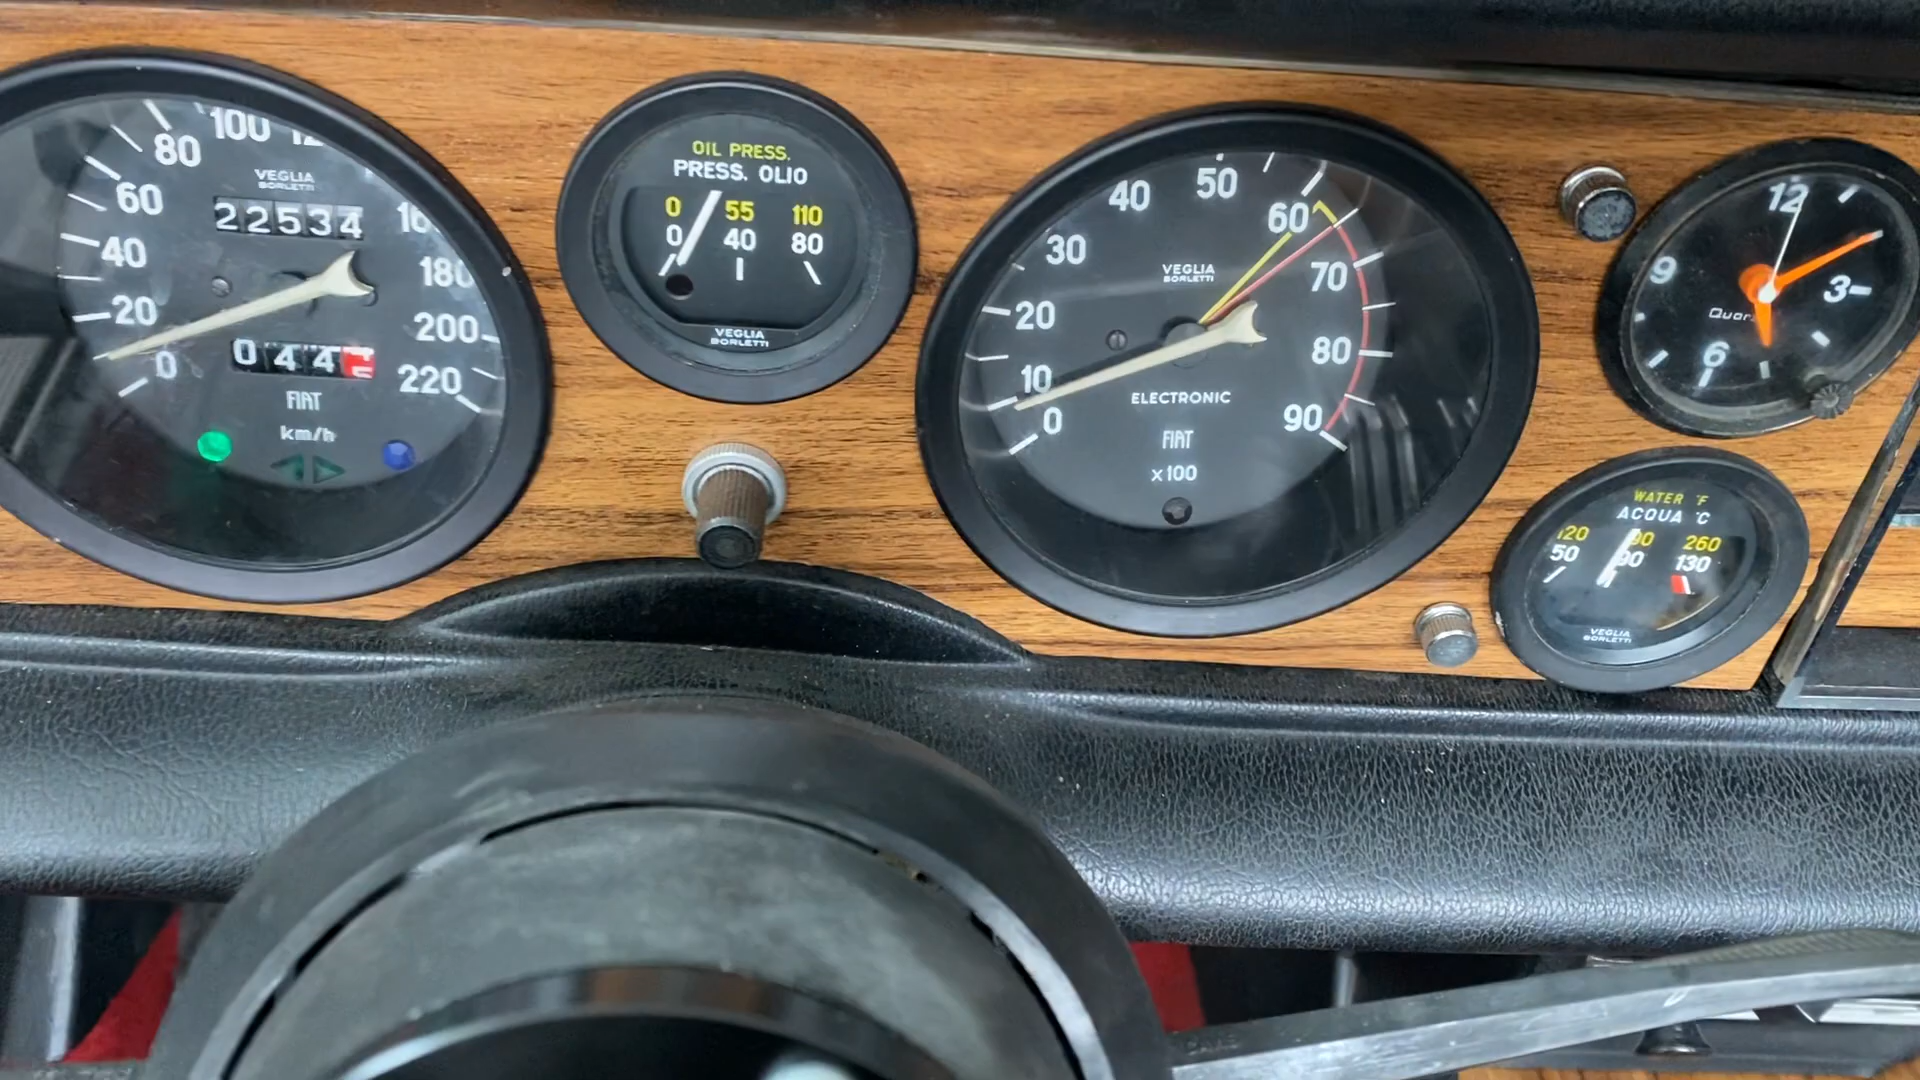 80 100
VEGLIA
BORLETTI
60
22534
40
180
20
200
0
044
220
FIAT
km/h
OIL PRESS.
PRESS. OLIO
0 55 110
0 40 80
VEGLIA
BORLETTI
40 50
60
30
VEGLIA
BORLETTI
70
20
80
10
ELECTRONIC
0
90
FIAT
x100
12
9
3
6
WATER °F
ACQUA °C
120 260
50 130
VEGLIA
BORLETTI